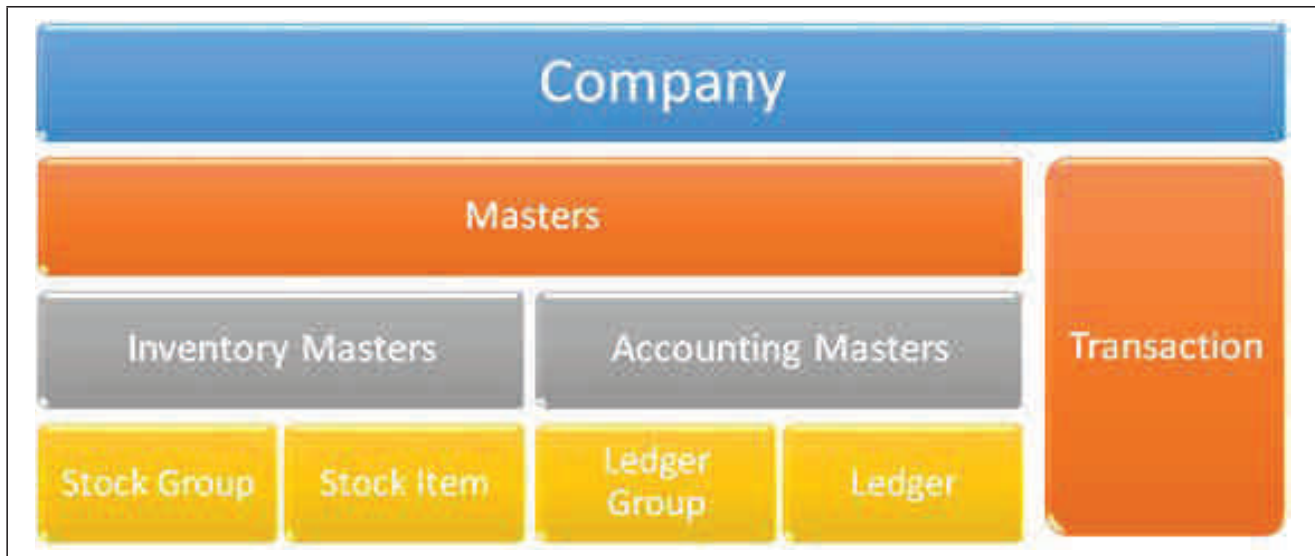 Company
Masters
Inventory Masters
Accounting Masters
Transaction
Stock Group
Stock Item
Ledger
Group
Ledger